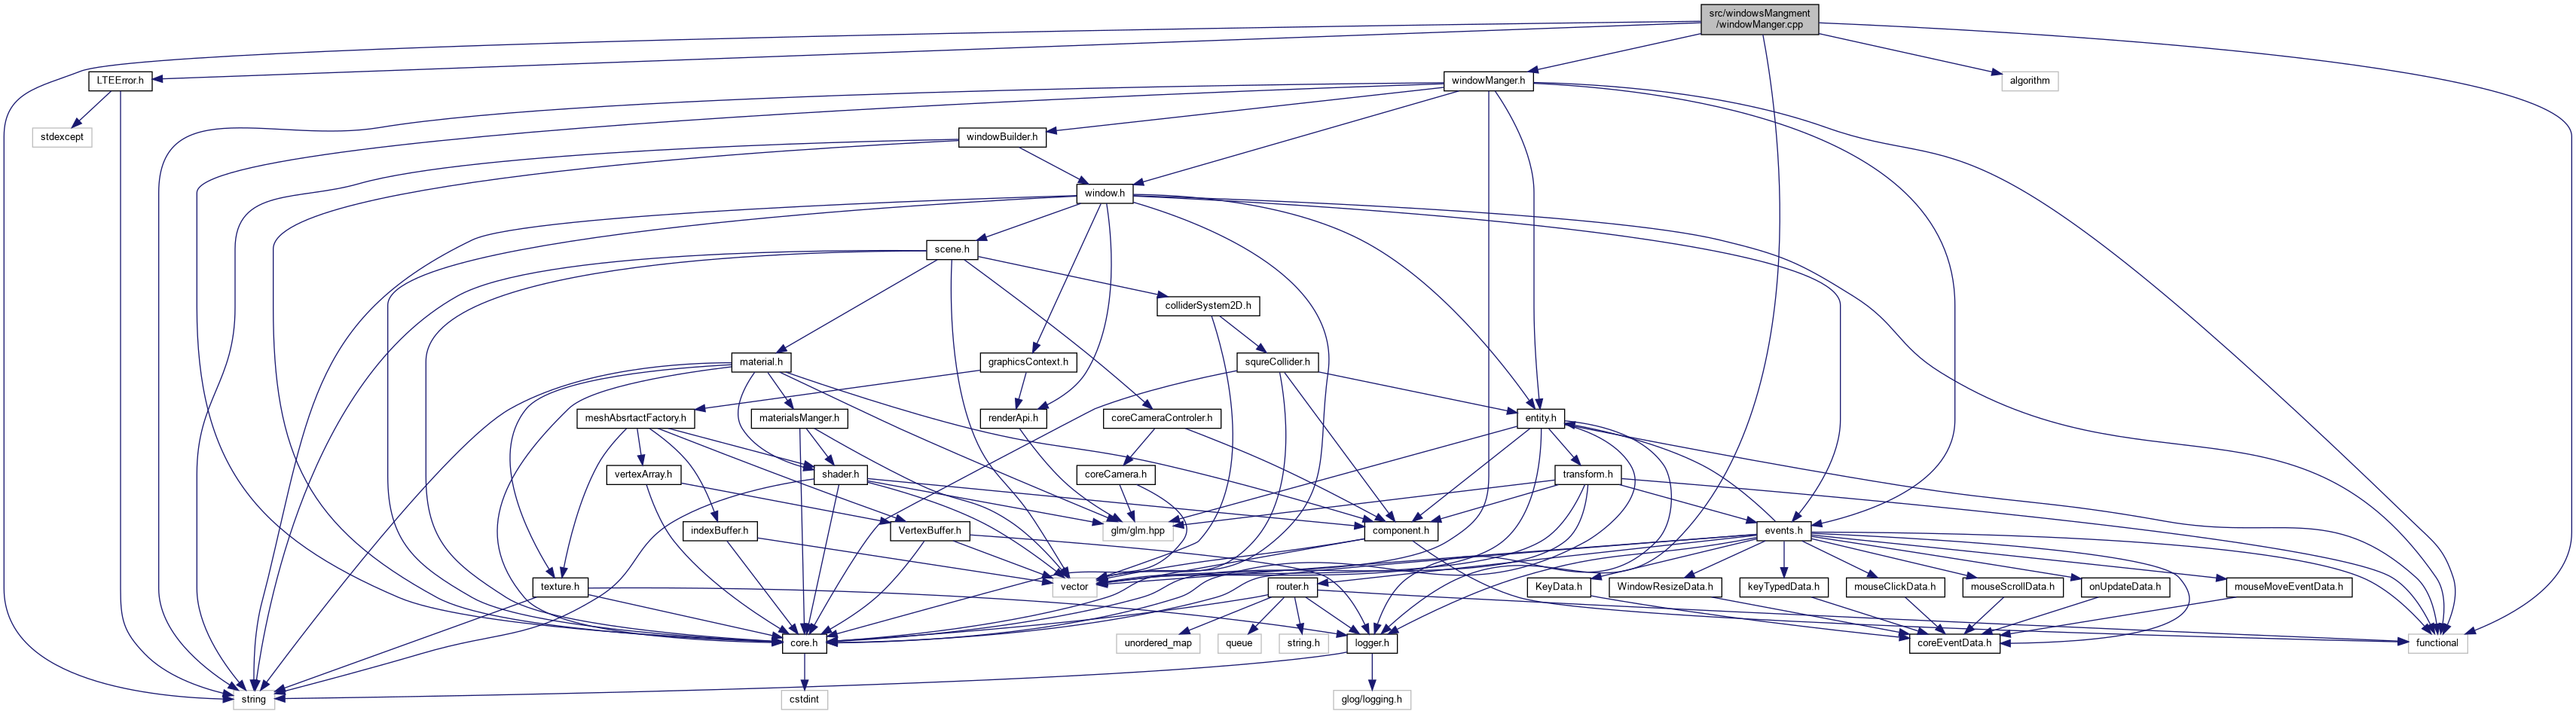 src/windowsMangment
/windowManger.cpp
LTEError.h
windowManger.h
algorithm
stdexcept
windowBuilder.h
window.h
scene.h
colliderSystem2D.h
material.h
graphicsContext.h
squreCollider.h
meshAbsrtactFactory.h
materialsManger.h
renderApi.h
coreCameraControler.h
entity.h
vertexArray.h
shader.h
coreCamera.h
transform.h
indexBuffer.h
VertexBuffer.h
glm/glm.hpp
component.h
events.h
texture.h
vector
router.h
KeyData.h
WindowResizeData.h
keyTypedData.h
mouseClickData.h
mouseScrollData.h
onUpdateData.h
mouseMoveEventData.h
core.h
unordered_map
queue
string.h
logger.h
coreEventData.h
functional
string
cstdint
glog/logging.h